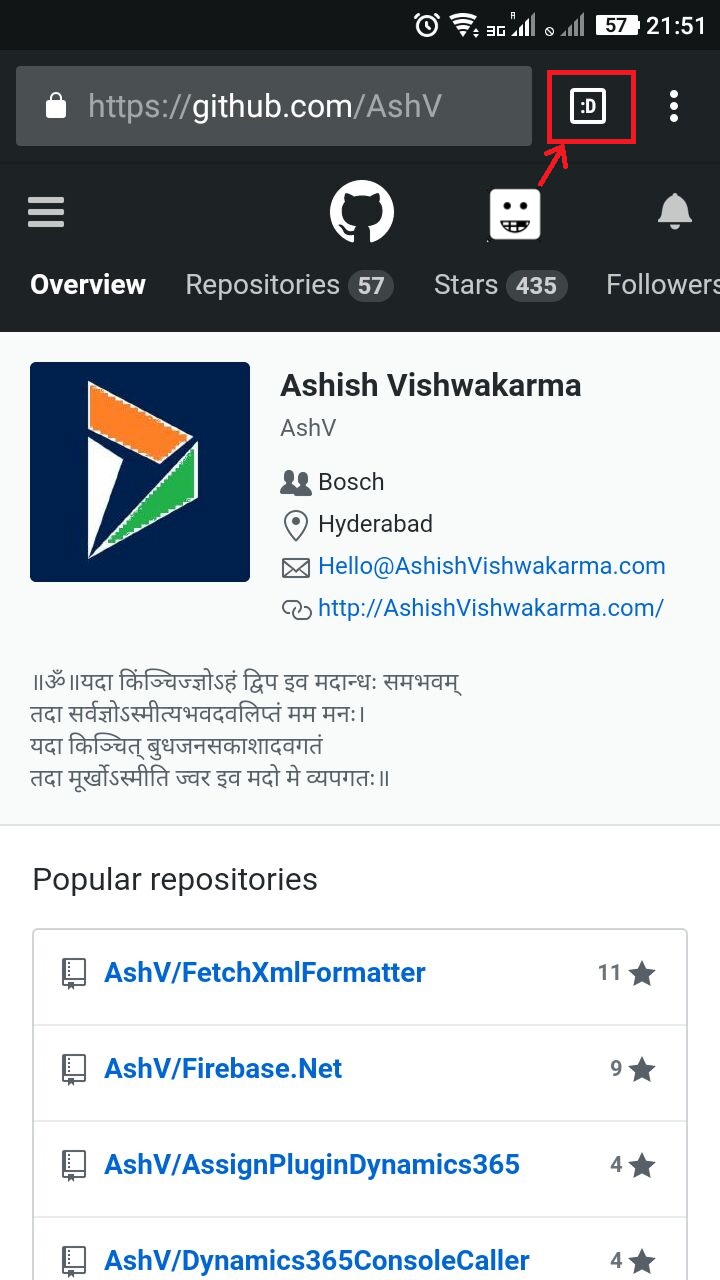 3G R 57 21:51
https://github.com/AshV :D
Overview Repositories 57 Stars 435 Followers
Ashish Vishwakarma
AshV
Bosch
Hyderabad
Hello@AshishVishwakarma.com
http://AshishVishwakarma.com/
॥ॐ॥यदा किंञ्चिज्ज्ञोऽहं द्विप इव मदान्धः समभवम्
तदा सर्वज्ञोऽस्मीत्यभवदवलिप्तं मम मनः।
यदा किञ्चित् बुधजनसकाशादवगतं
तदा मूर्खोऽस्मीति ज्वर इव मदो मे व्यपगतः॥
Popular repositories
AshV/FetchXmlFormatter 11
AshV/Firebase.Net 9
AshV/AssignPluginDynamics365 4
AshV/Dynamics365ConsoleCaller 4